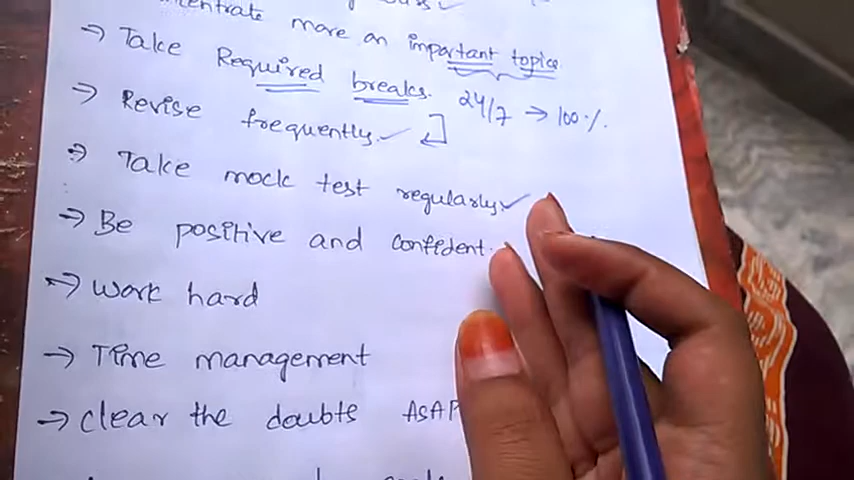 concentrate more on important topics.
→ Take Required breaks.
→ Revise frequently. 24/7 → 100%.
→ Take mock test regularly.
→ Be positive and confident.
→ work hard
→ Time management
→ clear the doubts ASAP